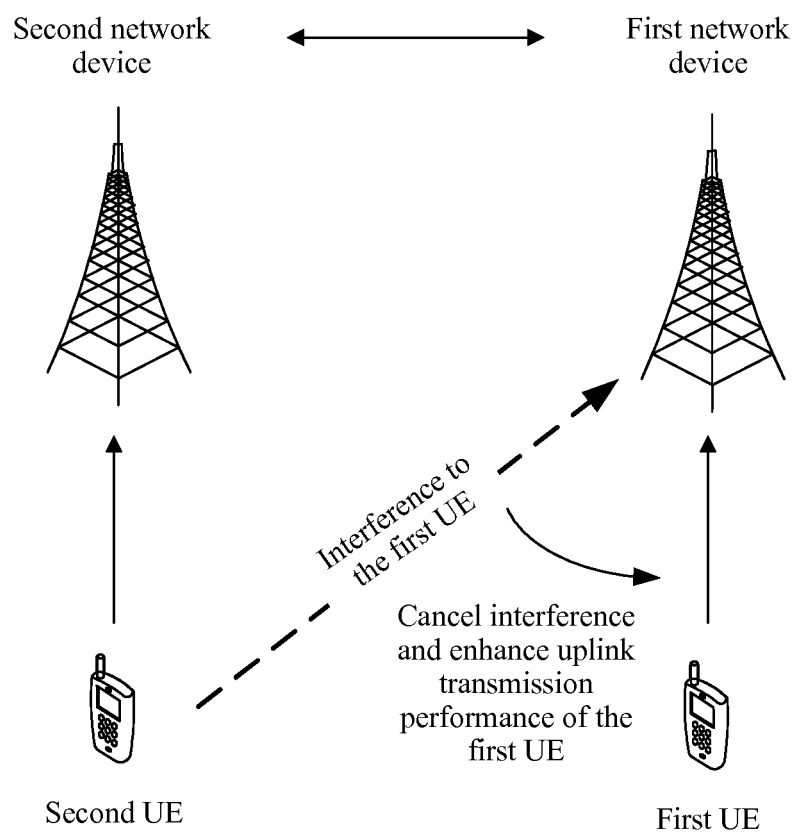 Second network
device
First network
device
Interference to
the first UE
Cancel interference
and enhance uplink
transmission
performance of the
first UE
Second UE
First UE